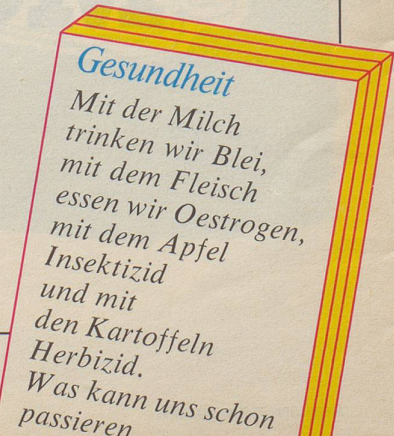 Gesundheit
Mit der Milch
trinken wir Blei,
mit dem Fleisch
essen wir Oestrogen,
mit dem Apfel
Insektizid
und mit
den Kartoffeln
Herbizid.
Was kann uns schon
passieren